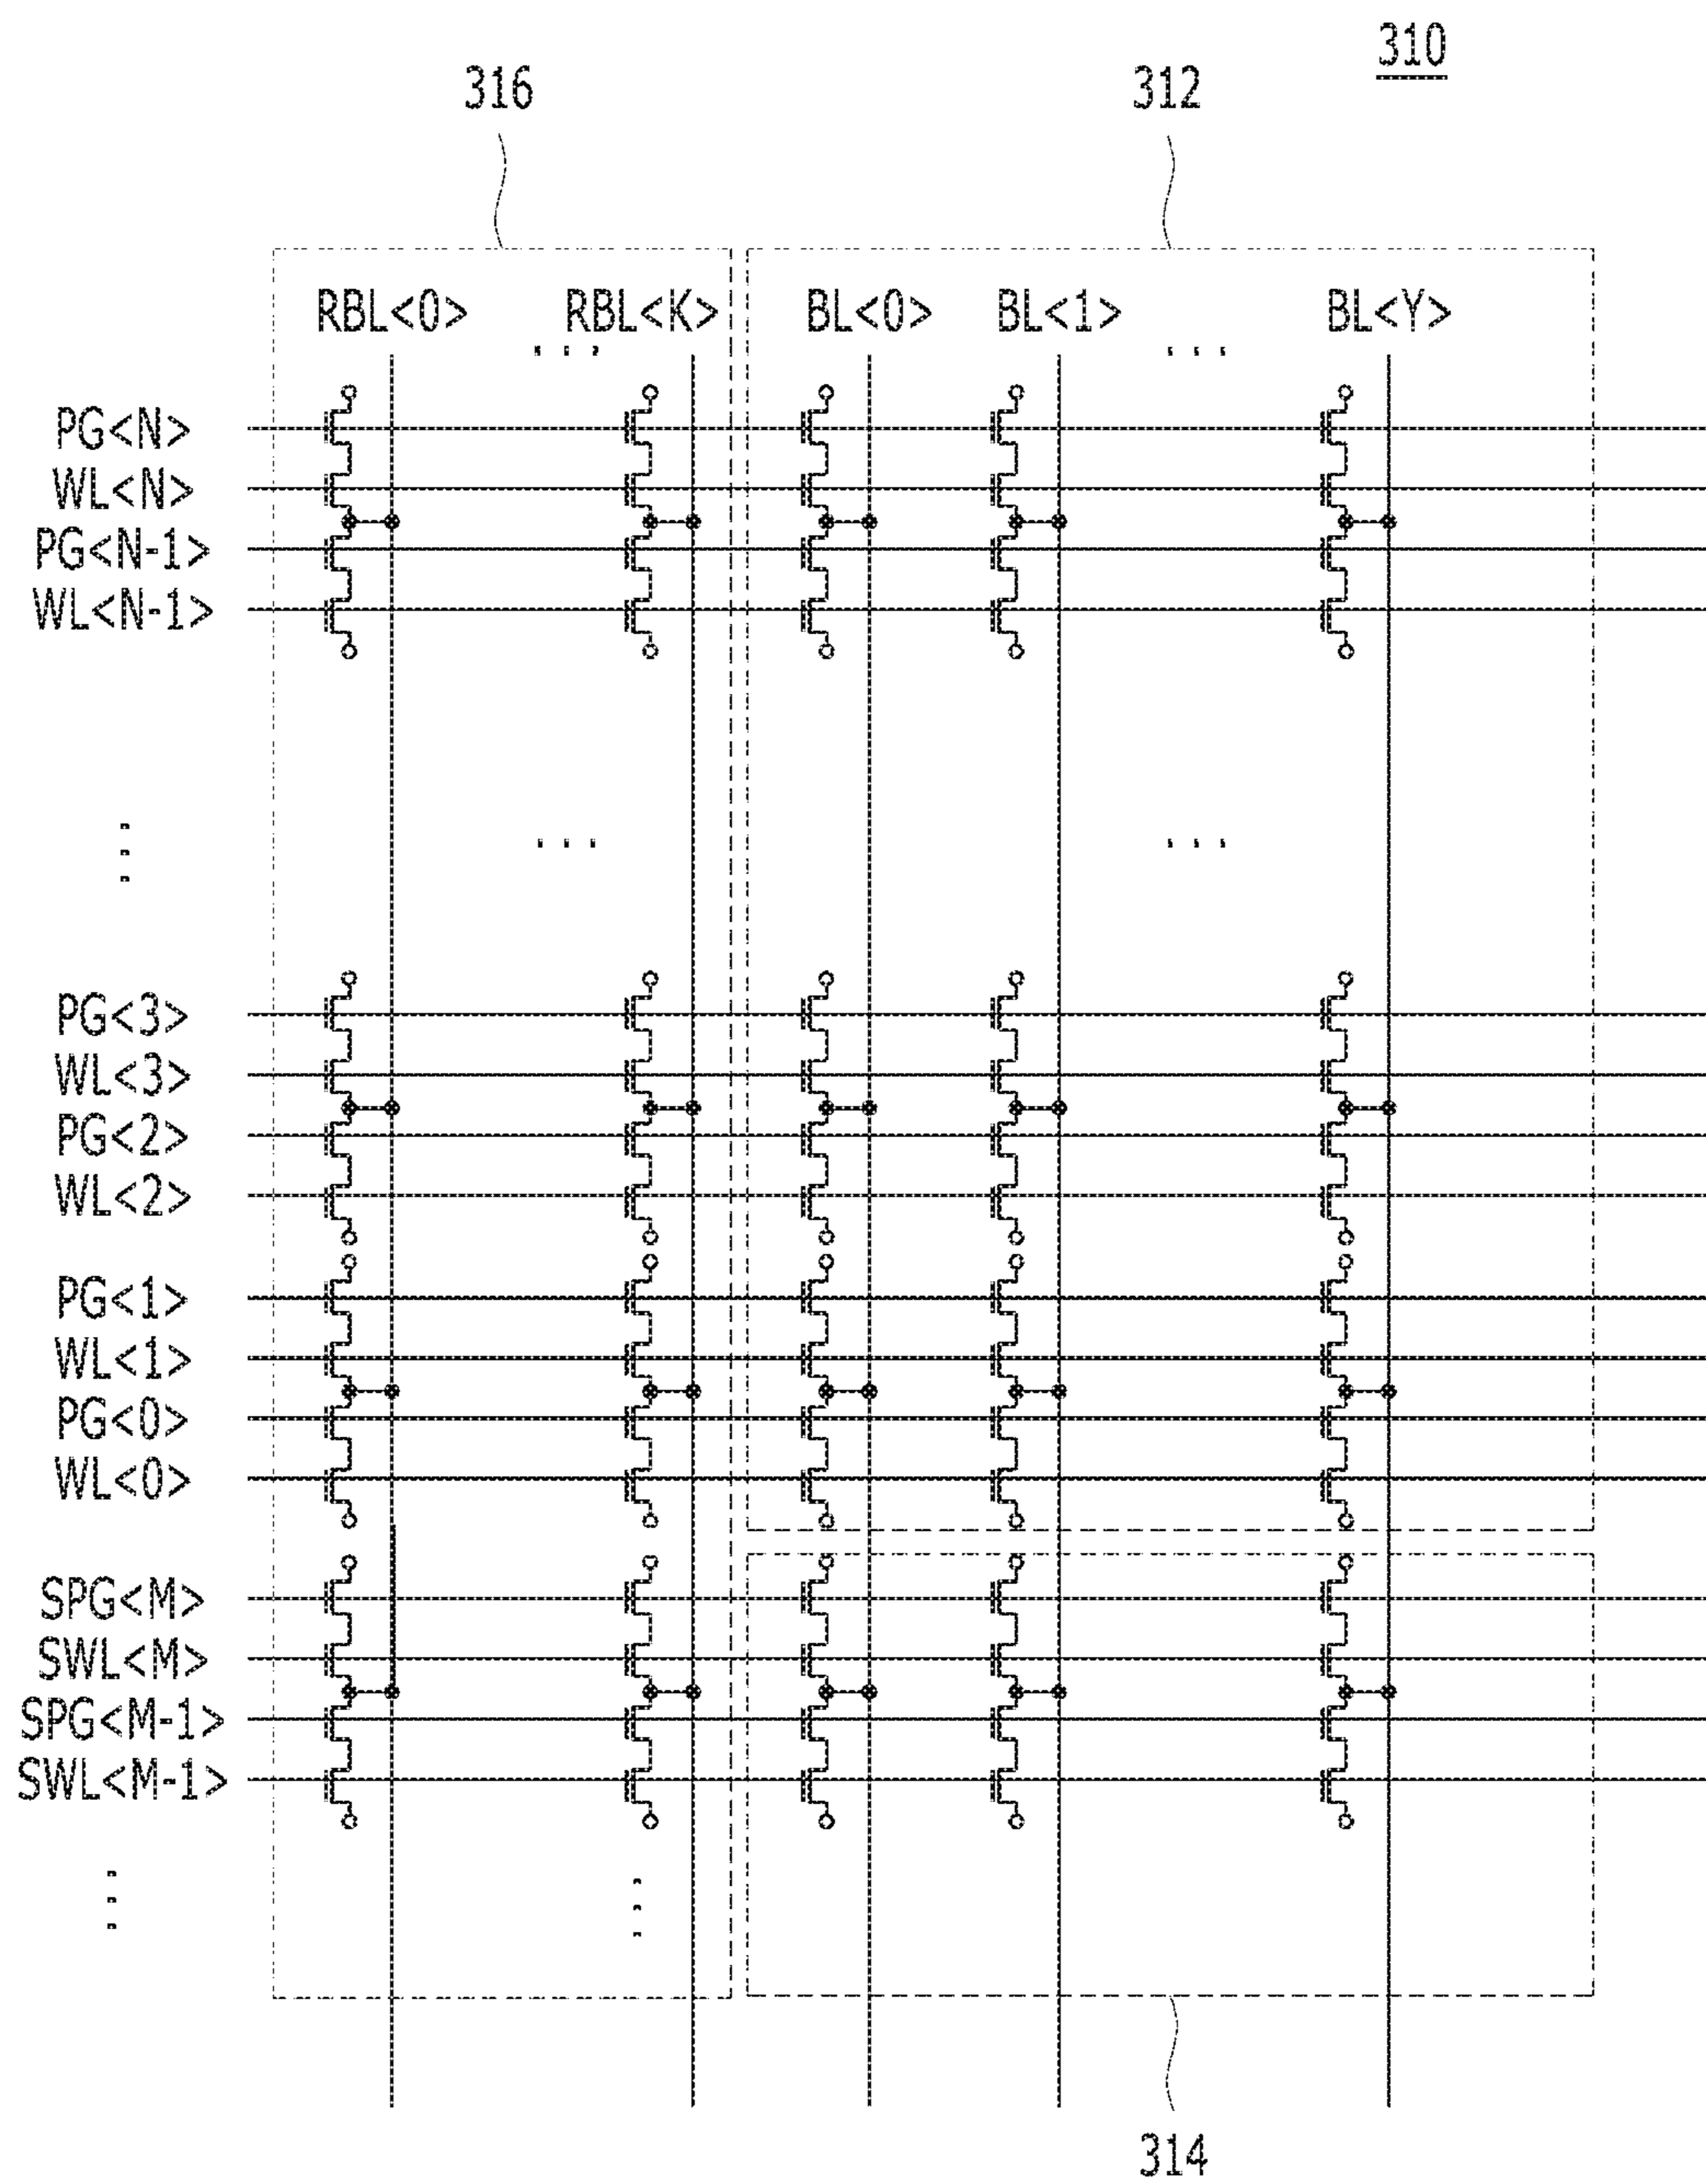 310
316 312
RBL<0> RBL<K> BL<0> BL<1> BL<Y>
PG<N>
WL<N>
PG<N-1>
WL<N-1>
PG<3>
WL<3>
PG<2>
WL<2>
PG<1>
WL<1>
PG<0>
WL<0>
SPG<M>
SWL<M>
SPG<M-1>
SWL<M-1>
314